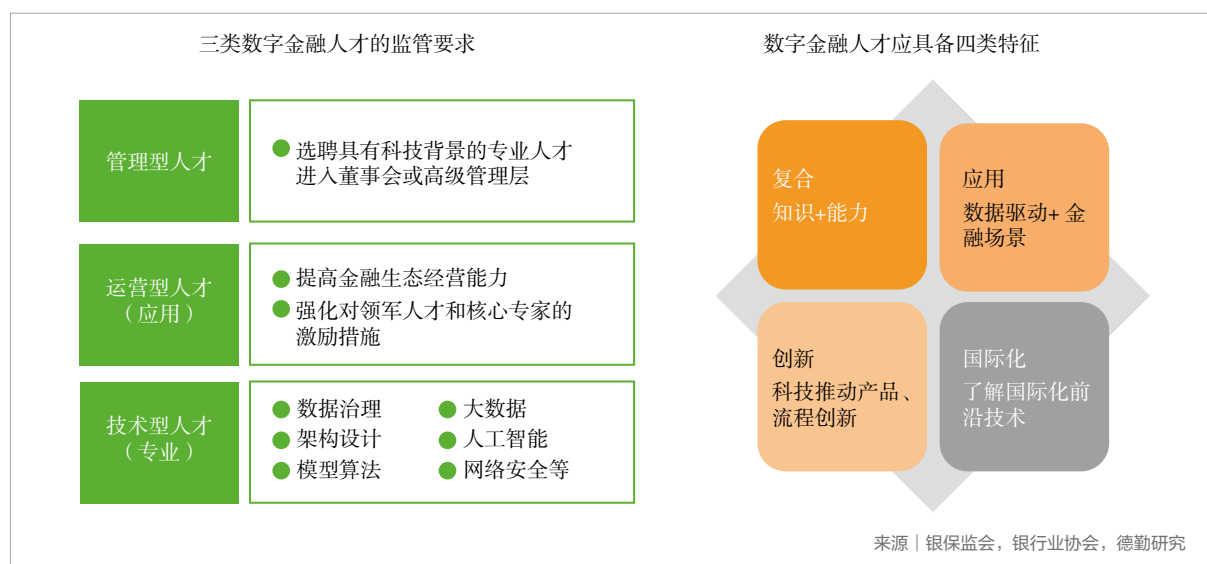 三类数字金融人才的监管要求
管理型人才
选聘具有科技背景的专业人才
进入董事会或高级管理层
运营型人才
（应用）
提高金融生态经营能力
强化对领军人才和核心专家的
激励措施
技术型人才
（专业）
数据治理
架构设计
模型算法
大数据
人工智能
网络安全等
数字金融人才应具备四类特征
复合
知识+能力
应用
数据驱动+ 金
融场景
创新
科技推动产品、
流程创新
国际化
了解国际化前
沿技术
来源｜银保监会，银行业协会，德勤研究